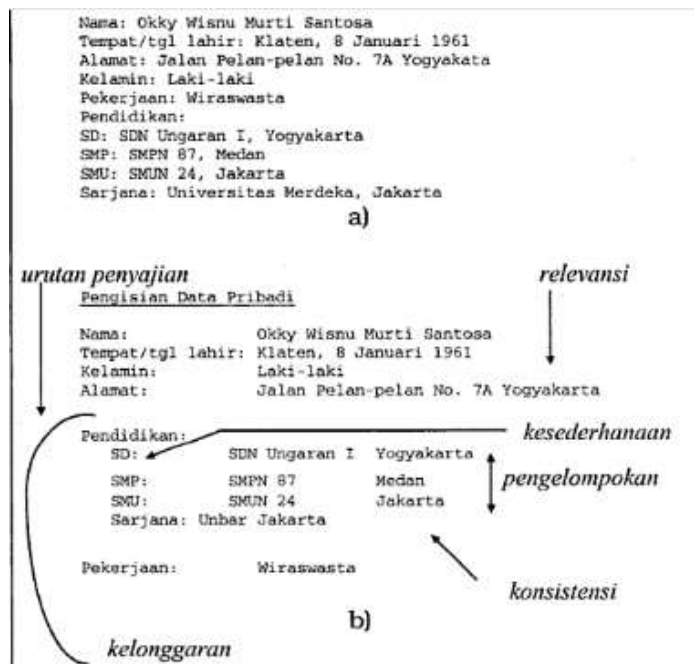 Nama: Okky Wisnu Murti Santosa
Tempat/tgl lahir: Klaten, 8 Januari 1961
Alamat: Jalan Pelan-pelan No. 7A Yogyakata
Kelamin: Laki-laki
Pekerjaan: Wiraswasta
Pendidikan:
SD: SDN Ungaran I, Yogyakarta
SMP: SMPN 87, Medan
SMU: SMUN 24, Jakarta
Sarjana: Universitas Merdeka, Jakarta
a)
urutan penyajian relevansi
Pengisian Data Pribadi
Nama: Okky Wisnu Murti Santosa
Tempat/tgl lahir: Klaten, 8 Januari 1961
Kelamin: Laki-laki
Alamat: Jalan Pelan-pelan No. 7A Yogyakarta
Pendidikan: kesederhanaan
SD: SDN Ungaran I Yogyakarta
SMP: SMPN 87 Medan pengelompokan
SMU: SMUN 24 Jakarta
Sarjana: Unbar Jakarta
Pekerjaan: Wiraswasta
konsistensi
b)
kelonggaran